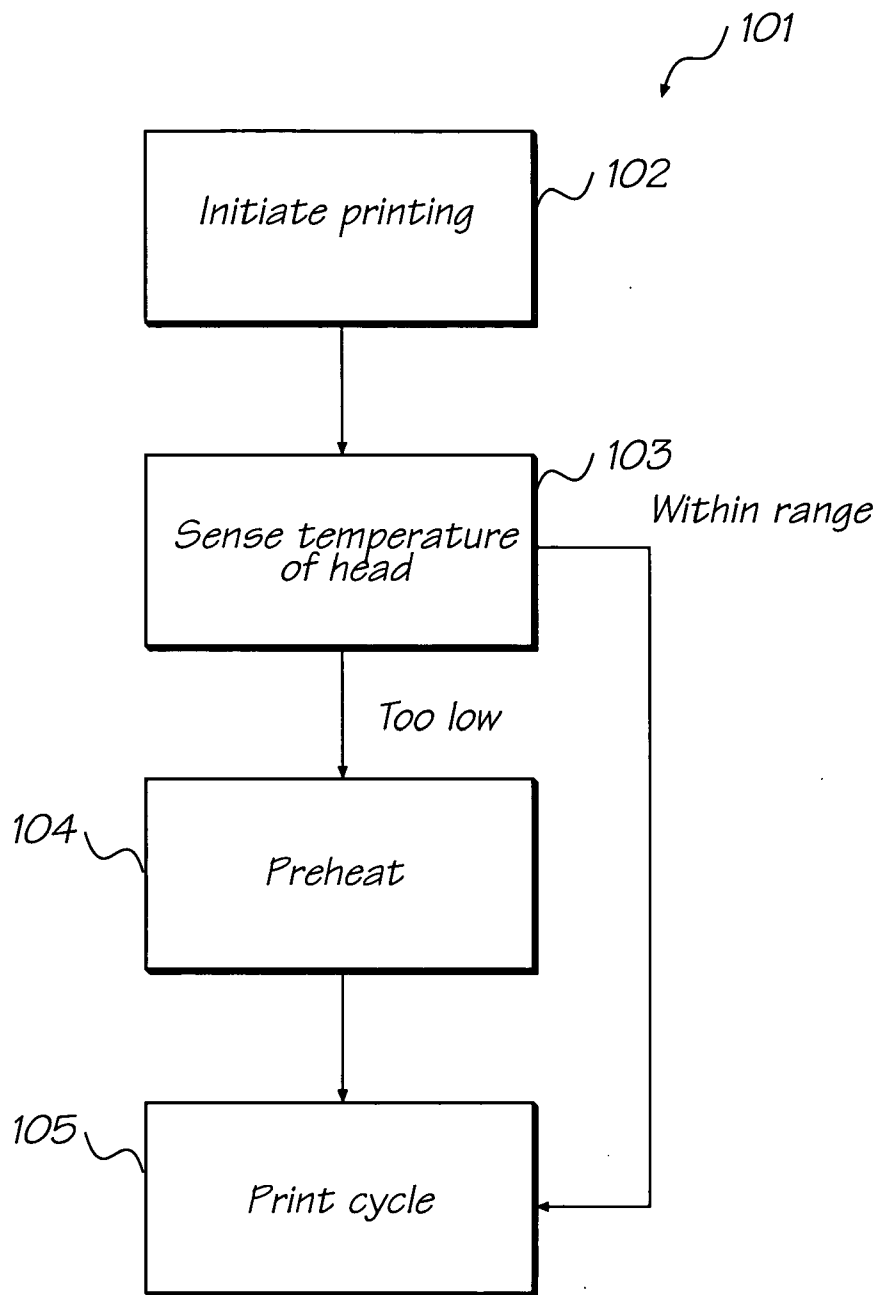 101
Initiate printing
102
103
Within range
Sense temperature
of head
Too low
104
Preheat
105
Print cycle